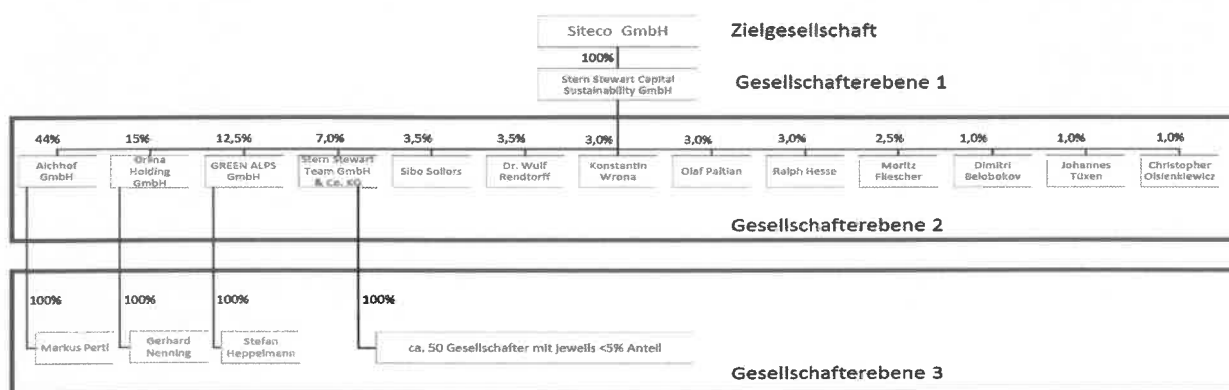 Siteco GmbH
Zielgesellschaft
100%
Stern Stewart Capital
Sustainability GmbH
Gesellschafterebene 1
44%
15%
12,5%
7,0%
3,5%
3,5%
3,0%
3,0%
3,0%
2,5%
1,0%
1,0%
1,0%
Aichhof
GmbH
Holding
GmbH
GREEN ALPS
GmbH
Stern Stewart
Team GmbH
& Co. KG
Sibo Sollors
Dr. Wulf
Rendtorff
Konstantin
Wrona
Olaf Paltian
Ralph Hesse
Moritz
Fliescher
Dimitri
Belobokov
Johannes
Tüxen
Christopher
Olsienkiewicz
Gesellschafterebene 2
100%
100%
100%
100%
Markus Pertl
Gerhard
Nenning
Stefan
Heppelmann
ca. 50 Gesellschafter mit jeweils <5% Anteil
Gesellschafterebene 3